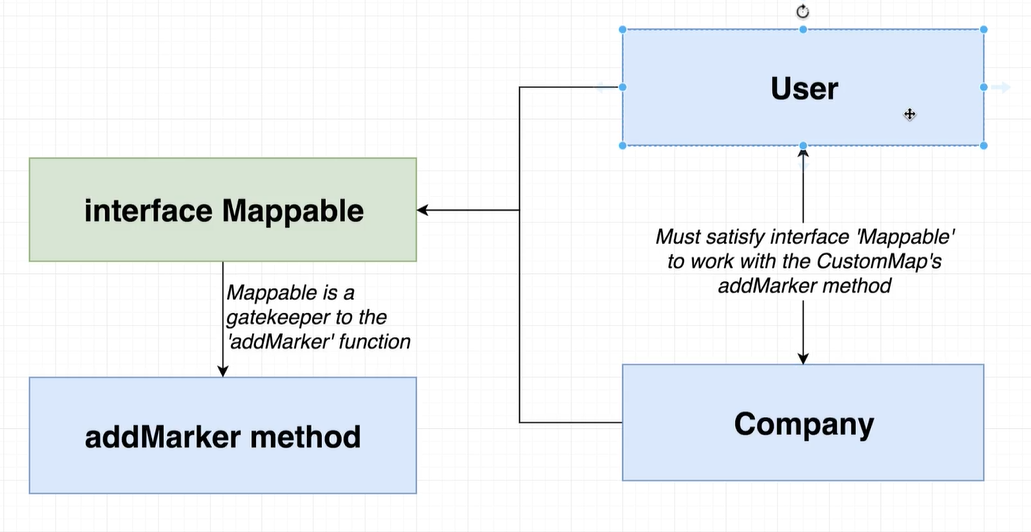 User
interface Mappable
Must satisfy interface 'Mappable'
to work with the CustomMap's
addMarker method
Mappable is a
gatekeeper to the
'addMarker' function
addMarker method
Company